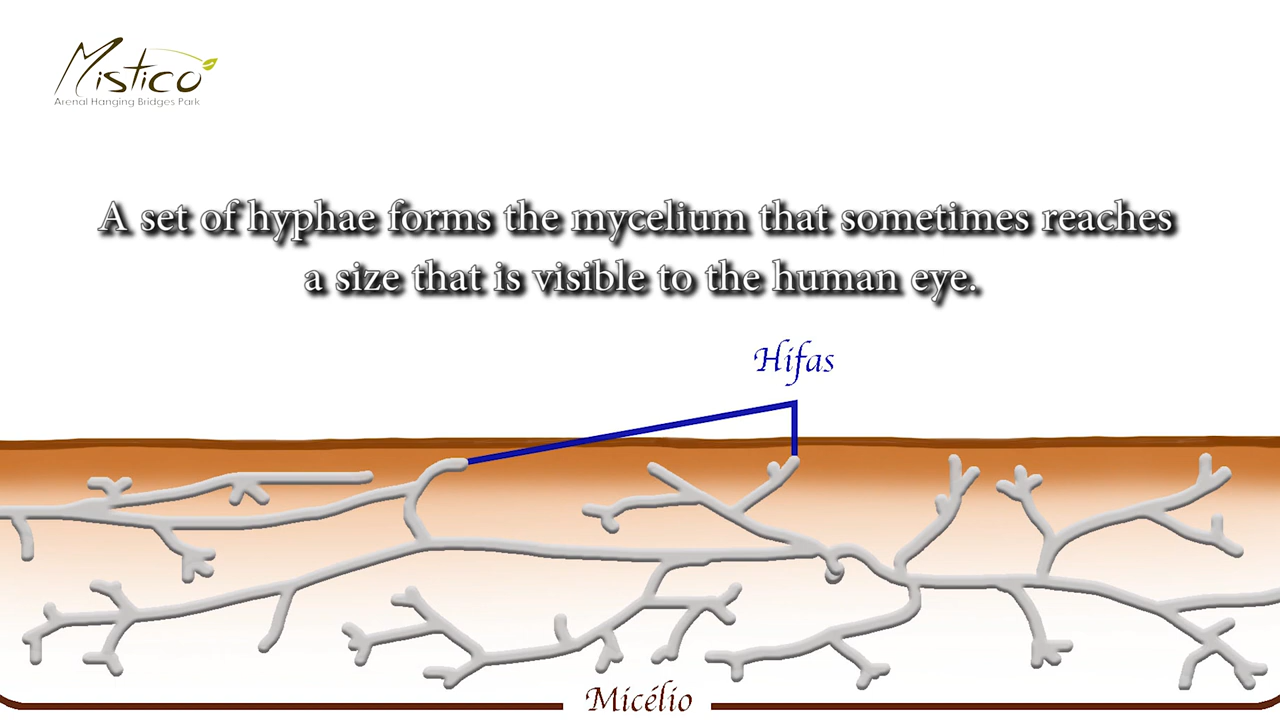 Mistico
Arenal Hanging Bridges Park
A set of hyphae forms the mycelium that sometimes reaches
a size that is visible to the human eye.
Hifas
Micélio